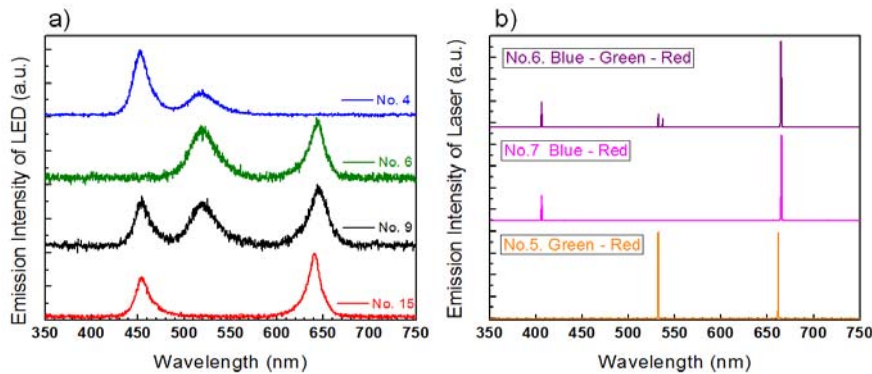 a)
Emission Intensity of LED (a.u.)
No. 4
No. 6
No. 9
No. 15
350 400 450 500 550 600 650 700 750
Wavelength (nm)
b)
Emission Intensity of Laser (a.u.)
No.6. Blue - Green - Red
No.7 Blue - Red
No.5. Green - Red
350 400 450 500 550 600 650 700 750
Wavelength (nm)